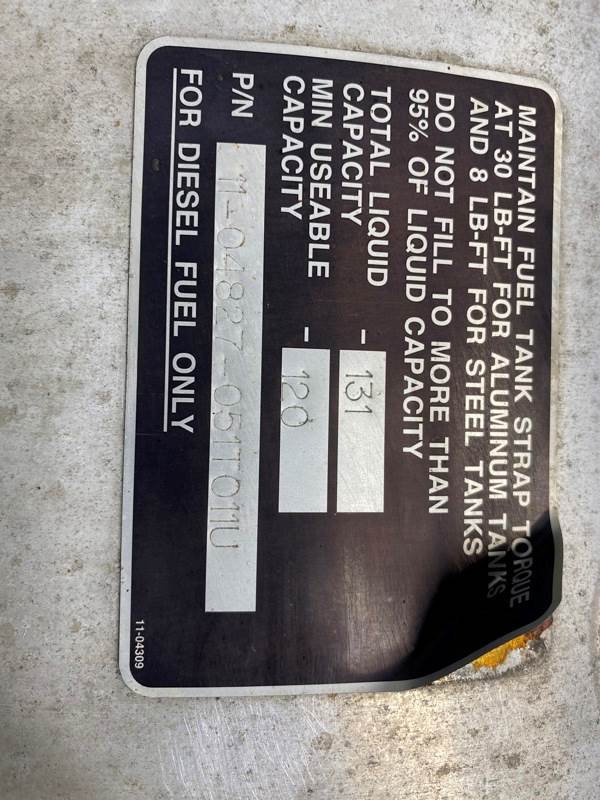 MAINTAIN FUEL TANK STRAP TORQUE
AT 30 LB-FT FOR ALUMINUM TANKS
AND 8 LB-FT FOR STEEL TANKS
DO NOT FILL TO MORE THAN
95% OF LIQUID CAPACITY
TOTAL LIQUID
CAPACITY - 131
MIN USEABLE
CAPACITY - 120
P/N 11-04827-051T011U
FOR DIESEL FUEL ONLY
11-04309